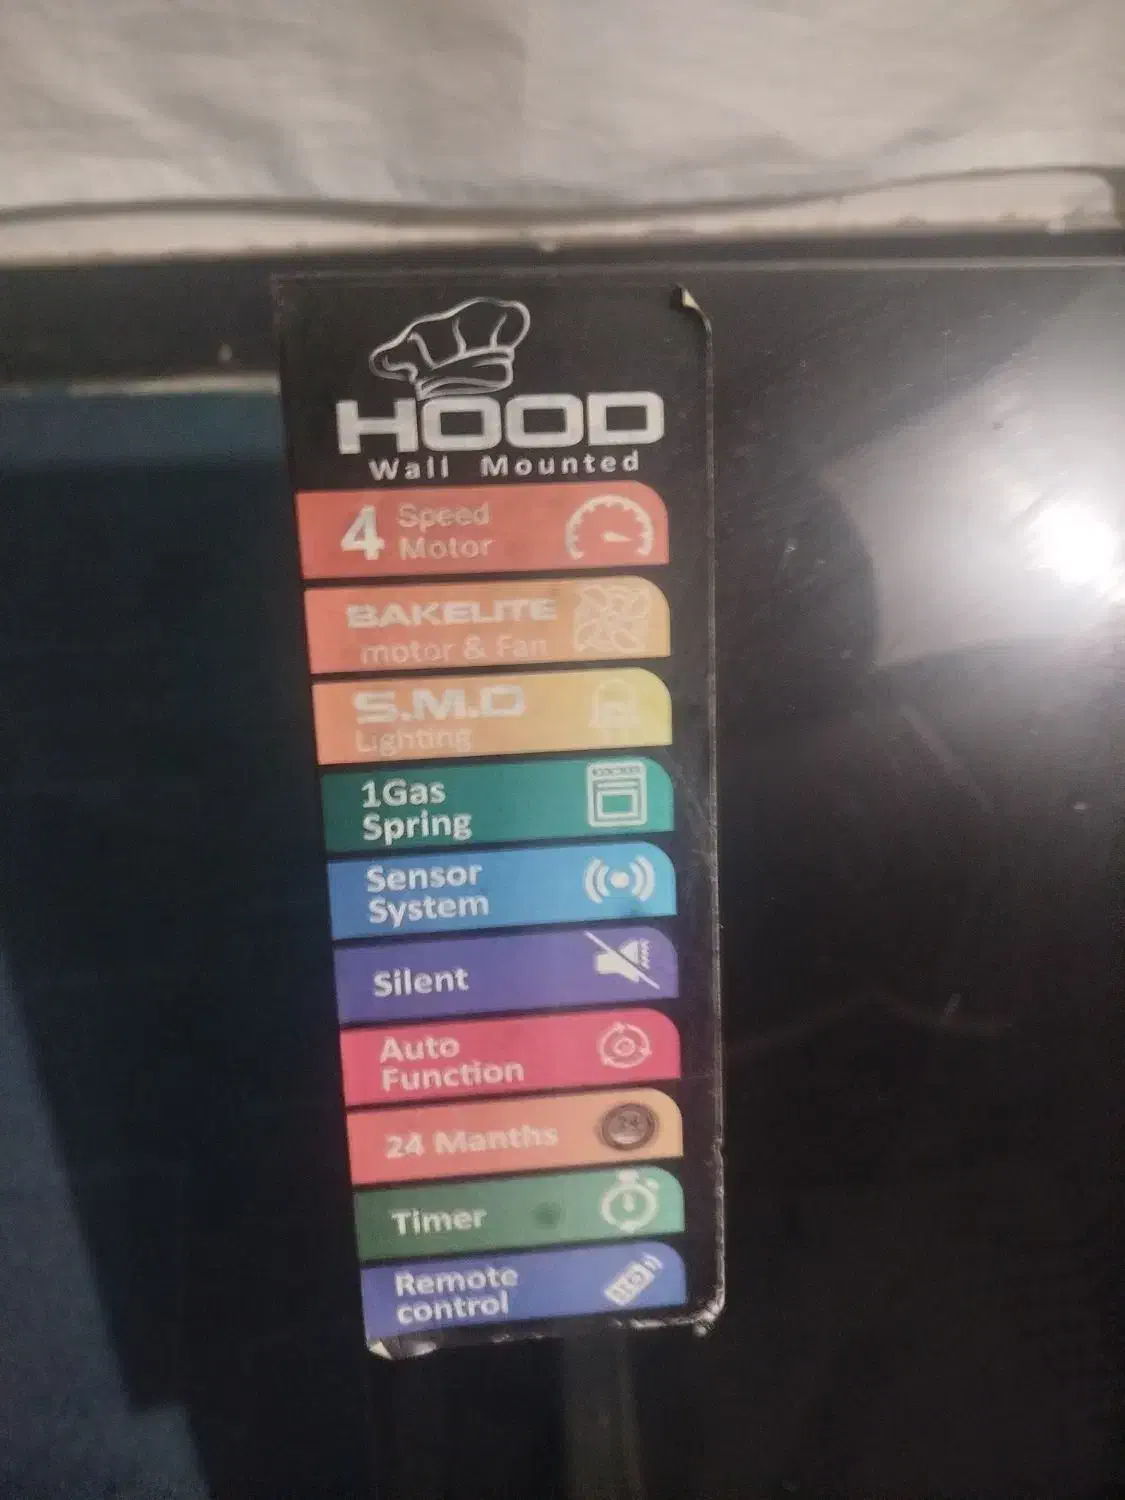 HOOD
Wall Mounted
4 Speed
Motor
BAKELITE
motor & Fan
S.M.D
Lighting
1Gas
Spring
Sensor
System
Silent
Auto
Function
24 Manths
24
Timer
Remote
control